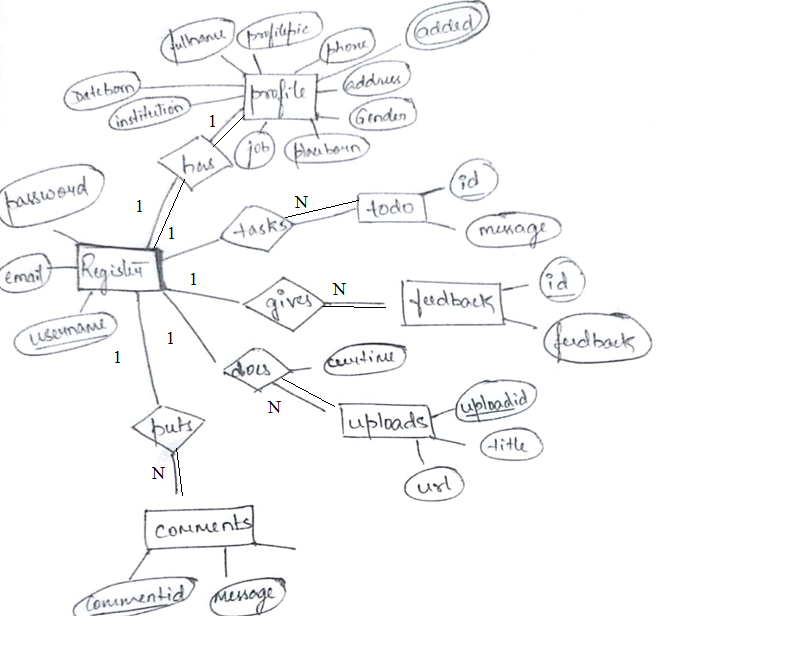 fullname
profilepic
phone
added
Dateborn
institution
profile
address
Gender
job
placeborn
1
has
1
password
email
Register
username
1
tasks
N
todo
id
message
1
gives
N
feedback
id
feedback
1
does
curtime
N
uploads
uploadid
title
url
1
puts
N
comments
Commentid
Message